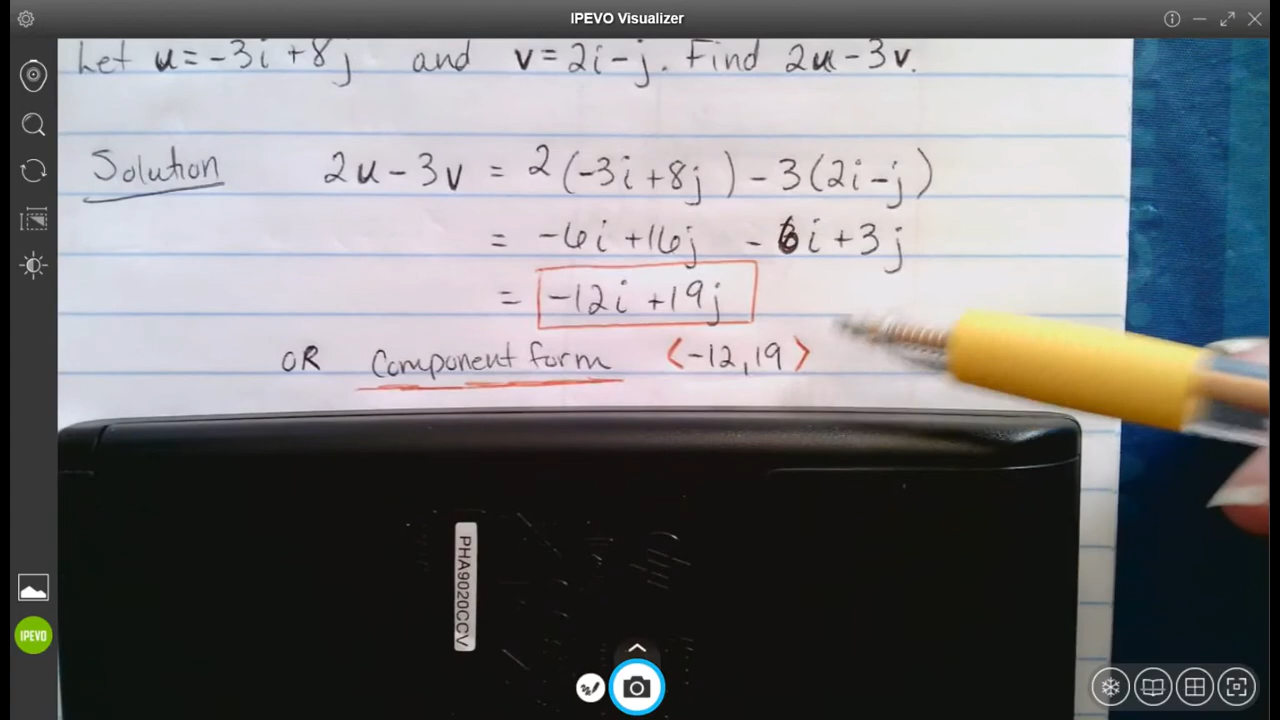 IPEVO Visualizer
Let u = -3i + 8j and v = 2i - j. Find 2u - 3v.
Solution 2u - 3v = 2(-3i + 8j) - 3(2i - j)
= -6i + 16j - 6i + 3j
= -12i + 19j
OR Component form <-12, 19>
PHA9020CCV
IPEVO